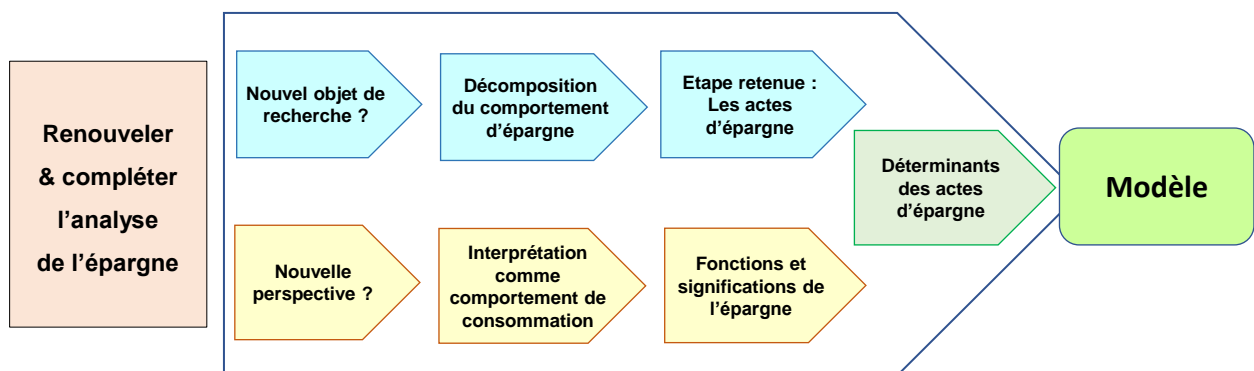 Renouveler
& compléter
l’analyse
de l’épargne
Nouvel objet de
recherche ?
Décomposition
du comportement
d’épargne
Etape retenue :
Les actes
d’épargne
Nouvelle
perspective ?
Interprétation
comme
comportement de
consommation
Fonctions et
significations de
l’épargne
Déterminants
des actes
d’épargne
Modèle